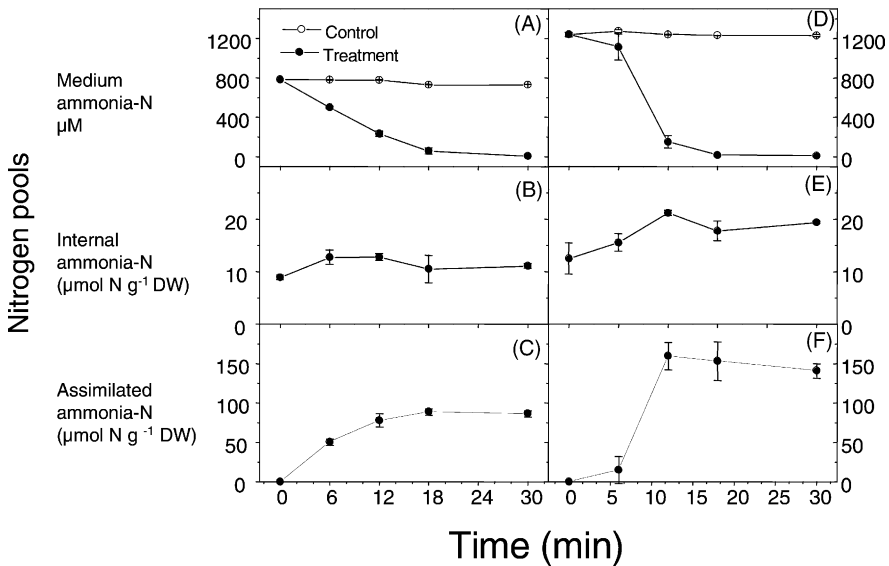 Nitrogen pools
Medium
ammonia-N
µM
Internal
ammonia-N
(µmol N g-1 DW)
Assimilated
ammonia-N
(µmol N g -1 DW)
(A)
Control
Treatment
1200
800
400
0
(D)
1200
800
400
0
(B)
20
10
0
(E)
20
10
0
(C)
150
100
50
0
(F)
150
100
50
0
0 6 12 18 24 30
0 5 10 15 20 25 30
Time (min)